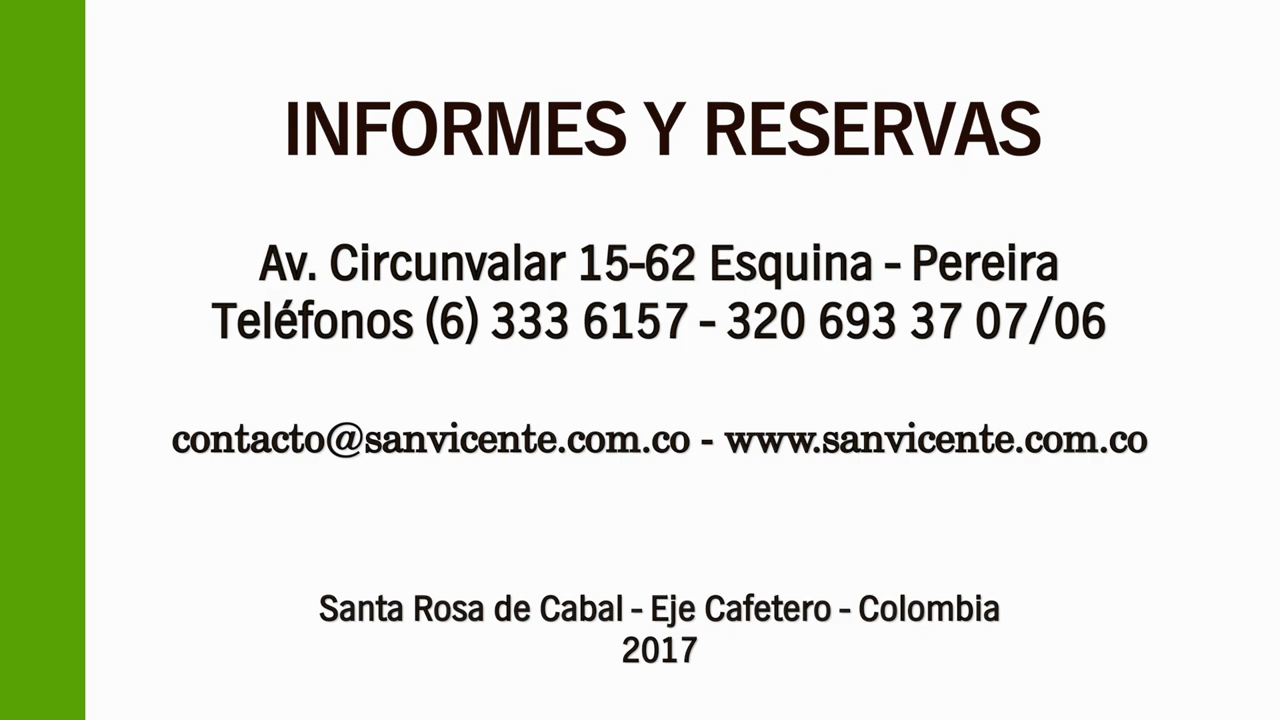 INFORMES Y RESERVAS
Av. Circunvalar 15-62 Esquina - Pereira
Teléfonos (6) 333 6157 - 320 693 37 07/06
contacto@sanvicente.com.co - www.sanvicente.com.co
Santa Rosa de Cabal - Eje Cafetero - Colombia
2017